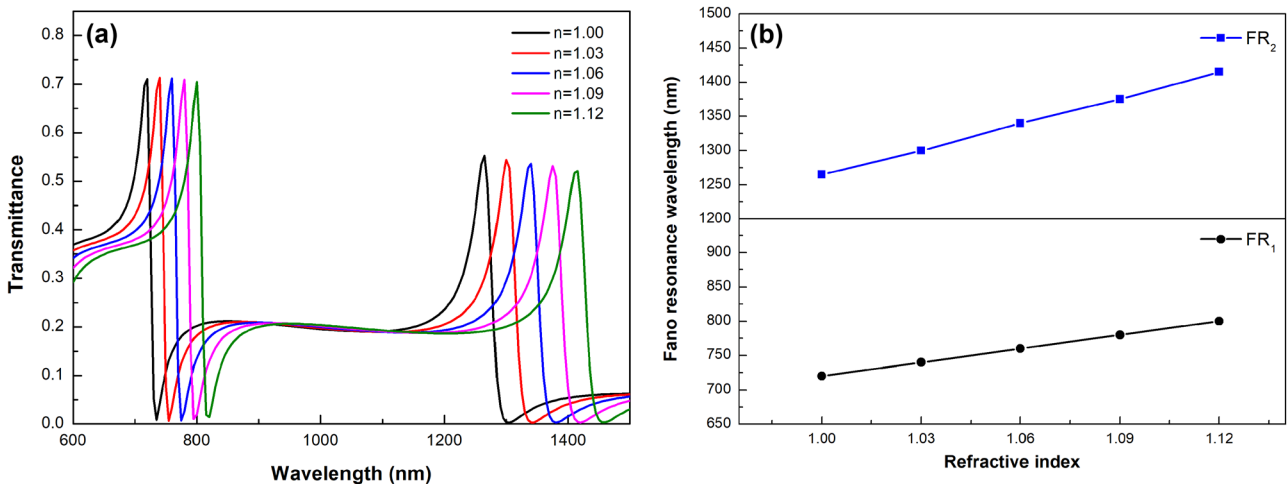 (a)
n=1.00
n=1.03
n=1.06
n=1.09
n=1.12
Transmittance
0.8
0.7
0.6
0.5
0.4
0.3
0.2
0.1
0.0
600
800
1000
1200
1400
Wavelength (nm)
(b)
FR2
FR1
Fano resonance wavelength (nm)
1500
1450
1400
1350
1300
1250
1200
900
850
800
750
700
650
1.00
1.03
1.06
1.09
1.12
Refractive index